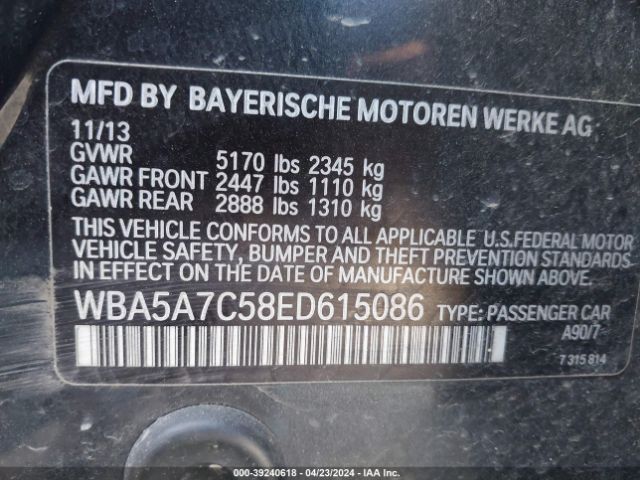 MFD BY BAYERISCHE MOTOREN WERKE AG
11/13
GVWR 5170 lbs 2345 kg
GAWR FRONT 2447 lbs 1110 kg
GAWR REAR 2888 lbs 1310 kg
THIS VEHICLE CONFORMS TO ALL APPLICABLE U.S.FEDERAL MOTOR
VEHICLE SAFETY, BUMPER AND THEFT PREVENTION STANDARDS
IN EFFECT ON THE DATE OF MANUFACTURE SHOWN ABOVE.
WBA5A7C58ED615086 TYPE: PASSENGER CAR
A90/7
7 315 814
000-39240618 - 04/23/2024 - IAA Inc.